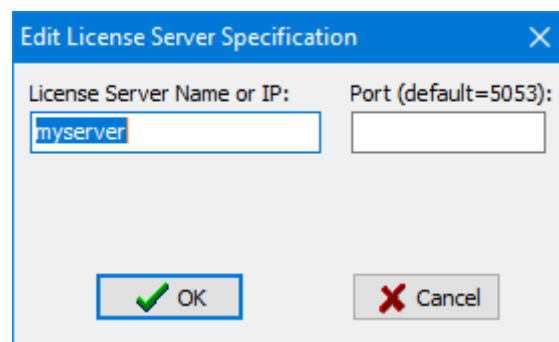 Edit License Server Specification
License Server Name or IP: Port (default=5053):
myserver
OK Cancel